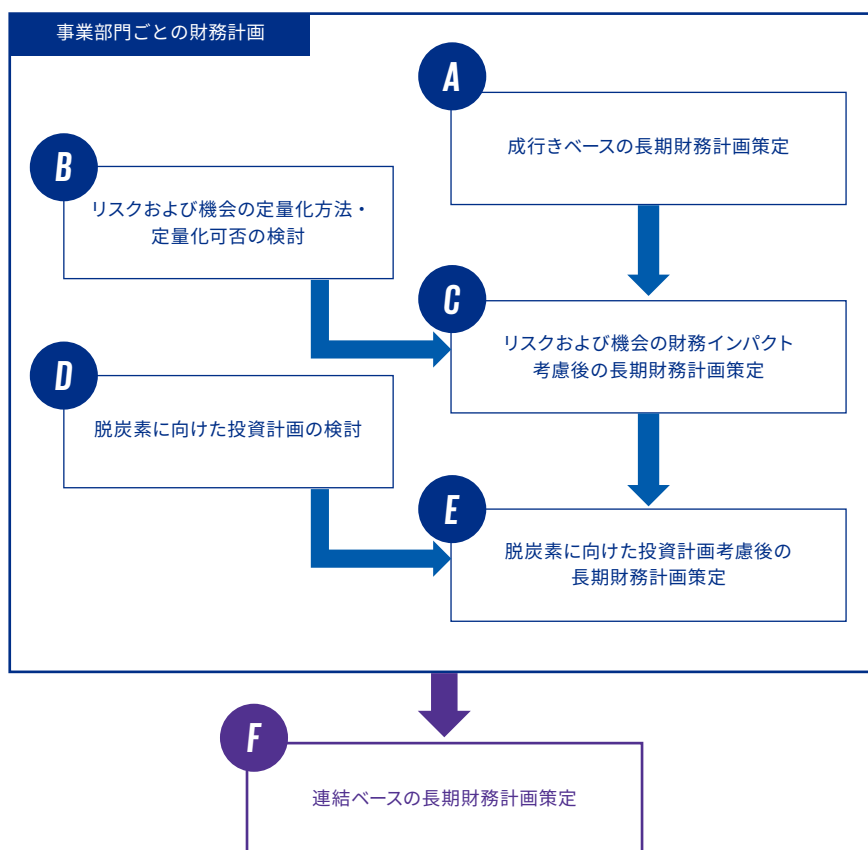 事業部門ごとの財務計画
A
成行きベースの長期財務計画策定
B
リスクおよび機会の定量化方法・
定量化可否の検討
C
リスクおよび機会の財務インパクト
考慮後の長期財務計画策定
D
脱炭素に向けた投資計画の検討
E
脱炭素に向けた投資計画考慮後の
長期財務計画策定
F
連結ベースの長期財務計画策定